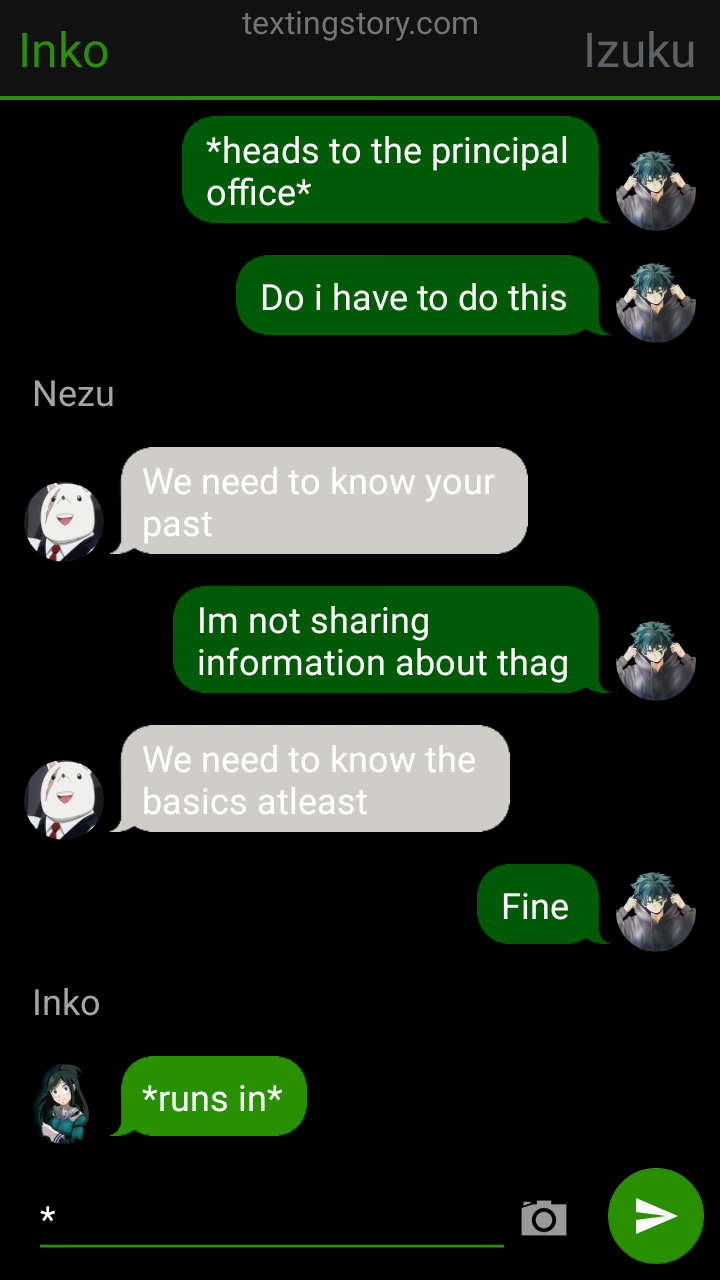 textingstory.com
Inko
Izuku
*heads to the principal
office*
Do i have to do this
Nezu
We need to know your
past
Im not sharing
information about thag
We need to know the
basics atleast
Fine
Inko
*runs in*
*